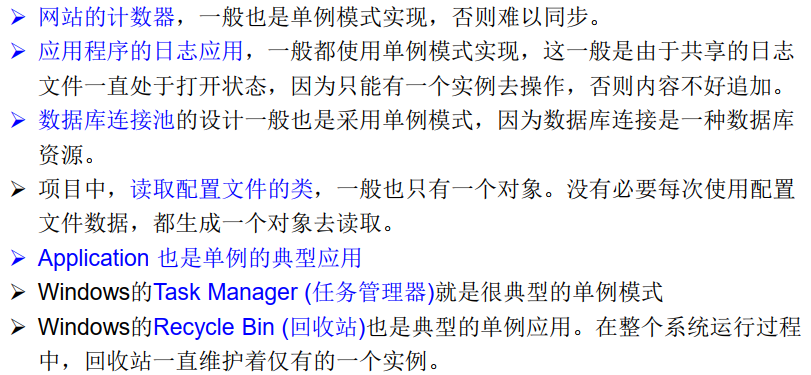 ➢ 网站的计数器，一般也是单例模式实现，否则难以同步。
➢ 应用程序的日志应用，一般都使用单例模式实现，这一般是由于共享的日志
文件一直处于打开状态，因为只能有一个实例去操作，否则内容不好追加。
➢ 数据库连接池的设计一般也是采用单例模式，因为数据库连接是一种数据库
资源。
➢ 项目中，读取配置文件的类，一般也只有一个对象。没有必要每次使用配置
文件数据，都生成一个对象去读取。
➢ Application 也是单例的典型应用
➢ Windows的Task Manager (任务管理器)就是很典型的单例模式
➢ Windows的Recycle Bin (回收站)也是典型的单例应用。在整个系统运行过程
中，回收站一直维护着仅有的一个实例。